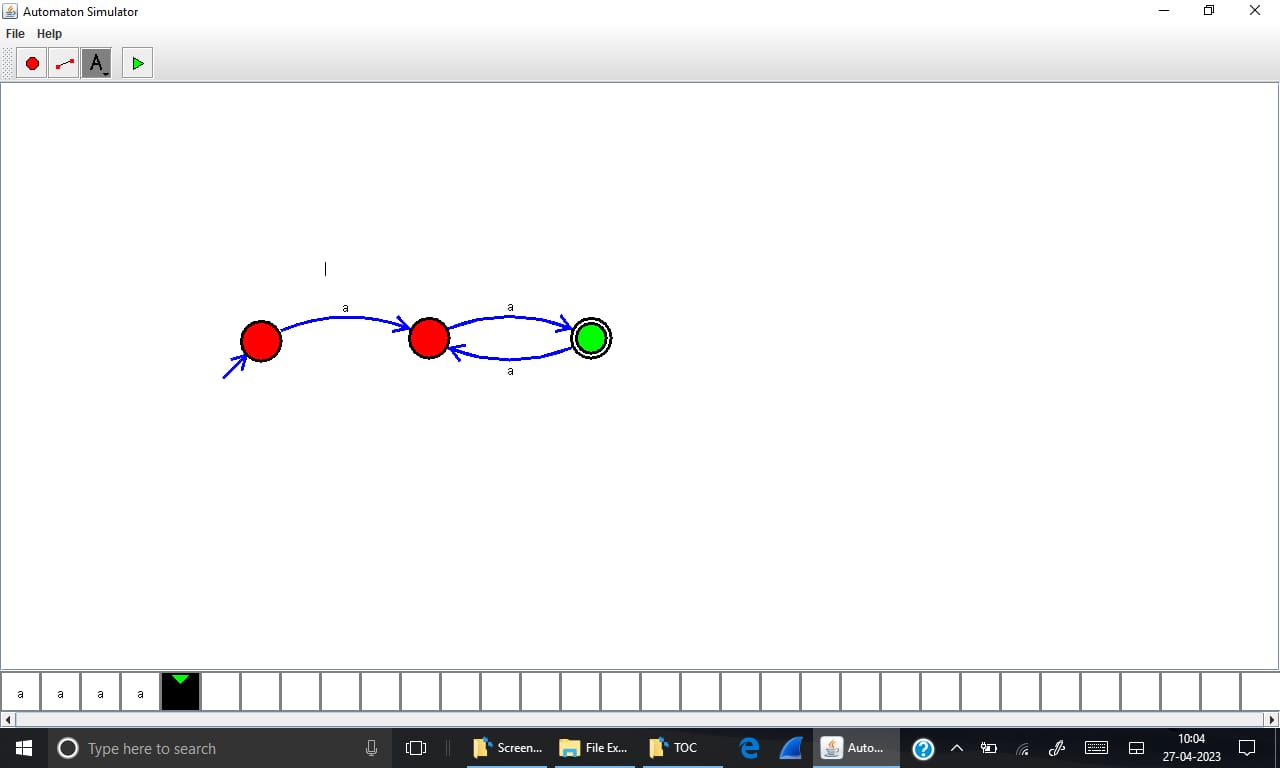 Automaton Simulator
File Help
A
a a
a
a a a a
Type here to search
Screen... File Ex... TOC Auto...
10:04
27-04-2023